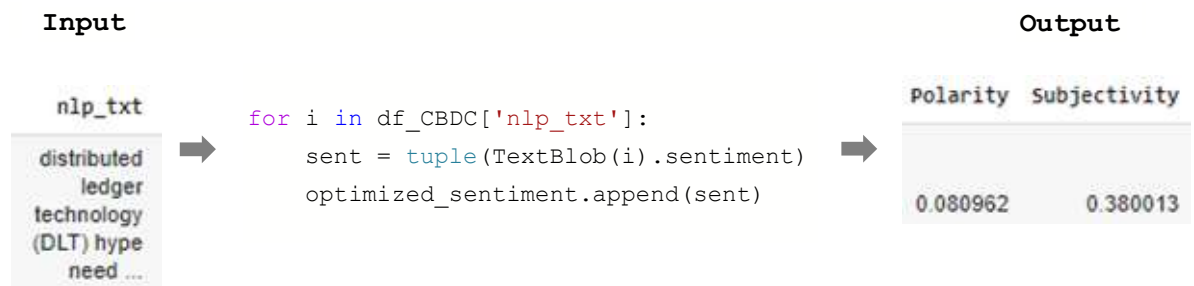 Input
Output
nlp_txt
distributed
ledger
technology
(DLT) hype
need ...
for i in df_CBDC['nlp_txt']:
    sent = tuple(TextBlob(i).sentiment)
    optimized_sentiment.append(sent)
Polarity Subjectivity
0.080962 0.380013